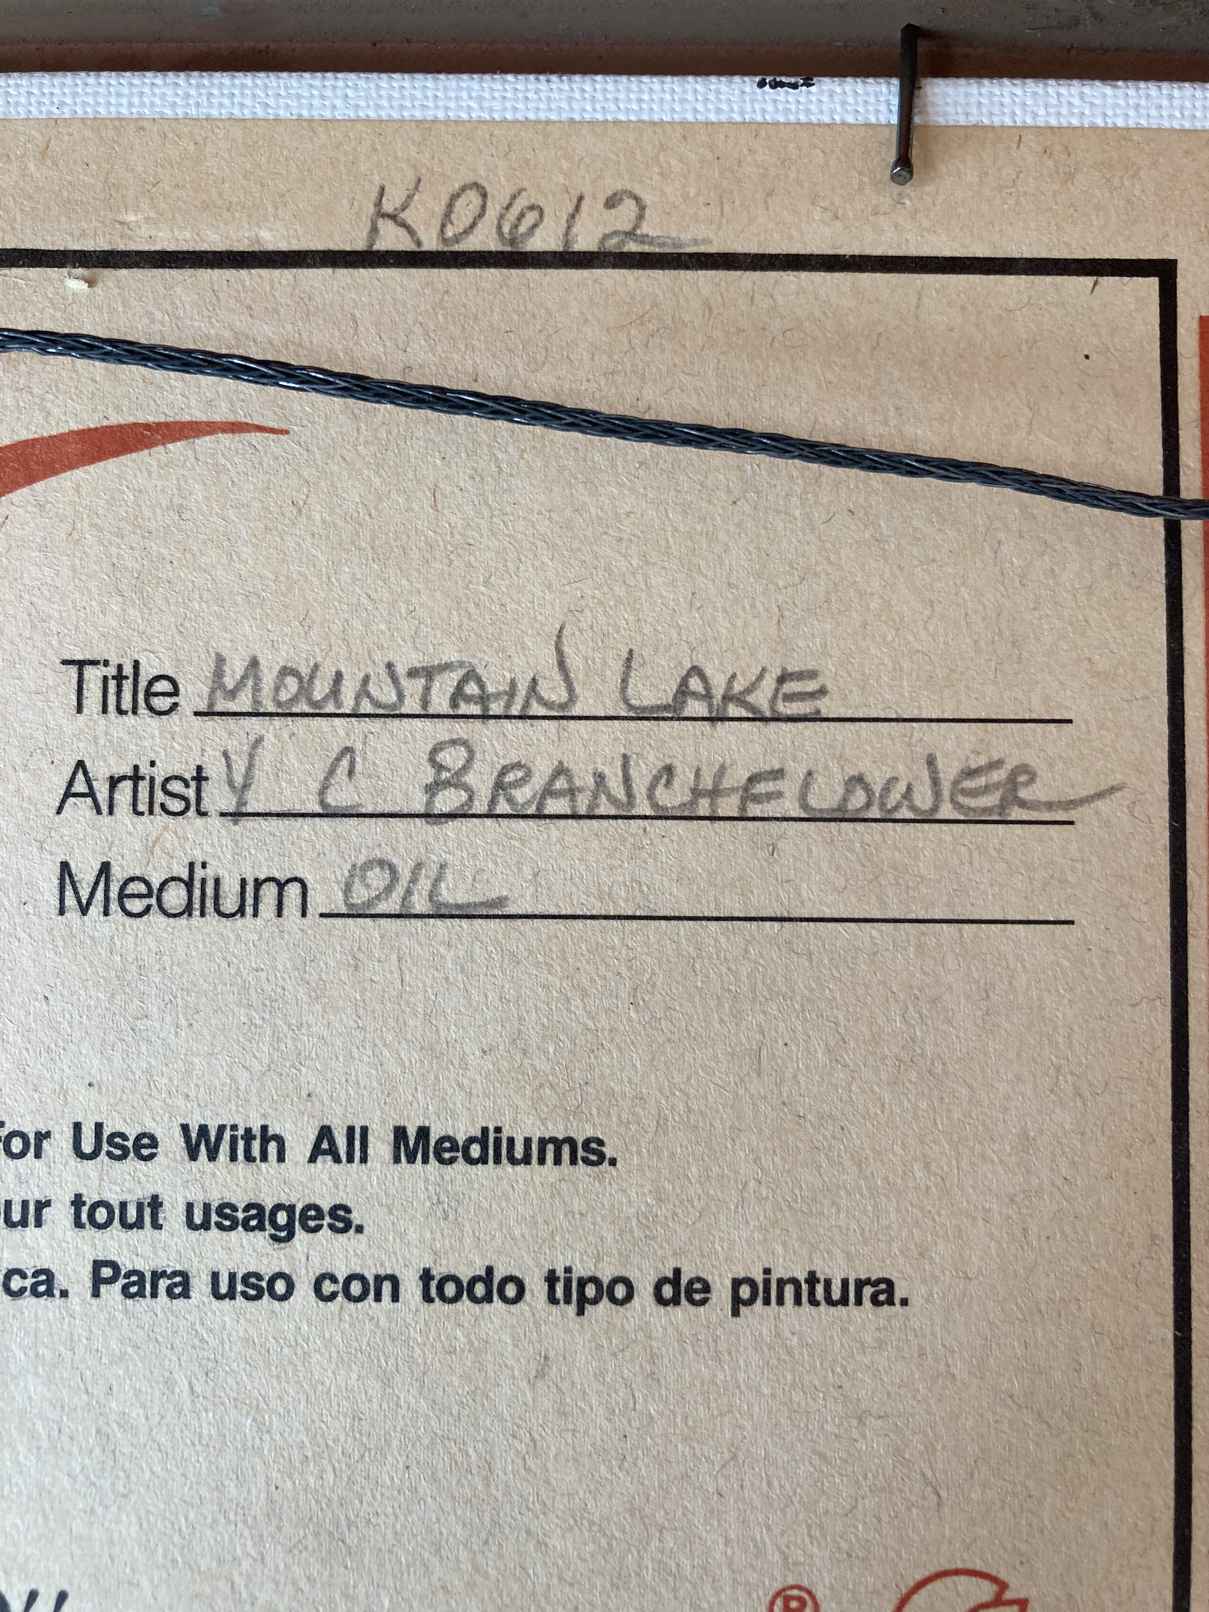 K0612
Title MOUNTAIN LAKE
Artist Y C BRANCHFLOWER
Medium OIL
for Use With All Mediums.
ur tout usages.
ca. Para uso con todo tipo de pintura.
®